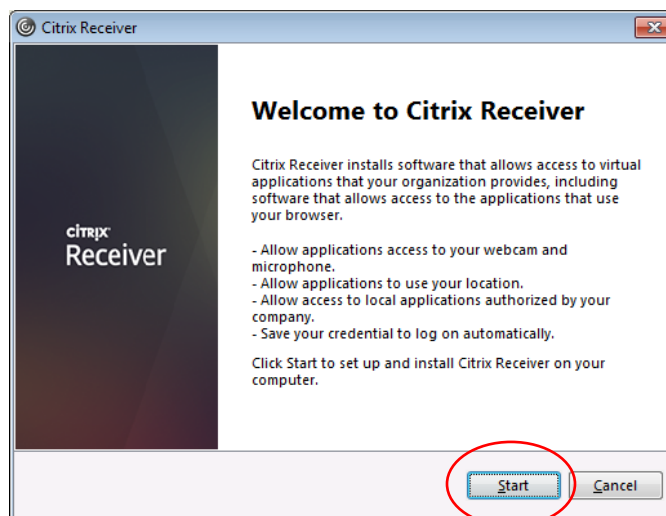 Citrix Receiver
Welcome to Citrix Receiver
Citrix Receiver installs software that allows access to virtual
applications that your organization provides, including
software that allows access to the applications that use
your browser.
CİTRIX
Receiver
- Allow applications access to your webcam and
microphone.
- Allow applications to use your location.
- Allow access to local applications authorized by your
company.
- Save your credential to log on automatically.
Click Start to set up and install Citrix Receiver on your
computer.
Start
Cancel